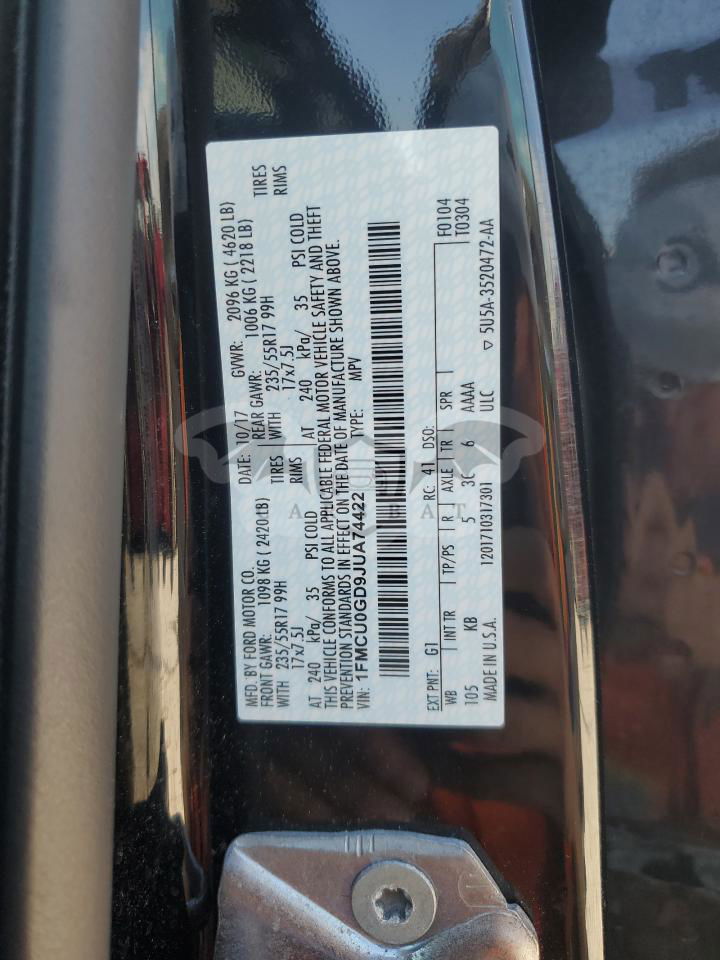 MFD. BY FORD MOTOR CO.
DATE: 10/17 GVWR: 2096 KG ( 4620 LB)
FRONT GAWR: 1098 KG ( 2420LB) REAR GAWR: 1006 KG ( 2218 LB)
WITH 235/55R17 99H TIRES WITH 235/55R17 99H TIRES
17x7.5J RIMS 17x7.5J RIMS
AT 240 kPa/ 35 PSI COLD AT 240 kPa/ 35 PSI COLD
THIS VEHICLE CONFORMS TO ALL APPLICABLE FEDERAL MOTOR VEHICLE SAFETY AND THEFT
PREVENTION STANDARDS IN EFFECT ON THE DATE OF MANUFACTURE SHOWN ABOVE.
VIN: 1FMCU0GD9JUA74422 TYPE: MPV
EXT PNT: G1 RC: 41 DSO: F0104
WB INT TR TP/PS R AXLE TR SPR T0304
105 KB 5 36 6 AAAA
MADE IN U.S.A. 1201710317301 ULC ▽ 5U5A-3520472-AA